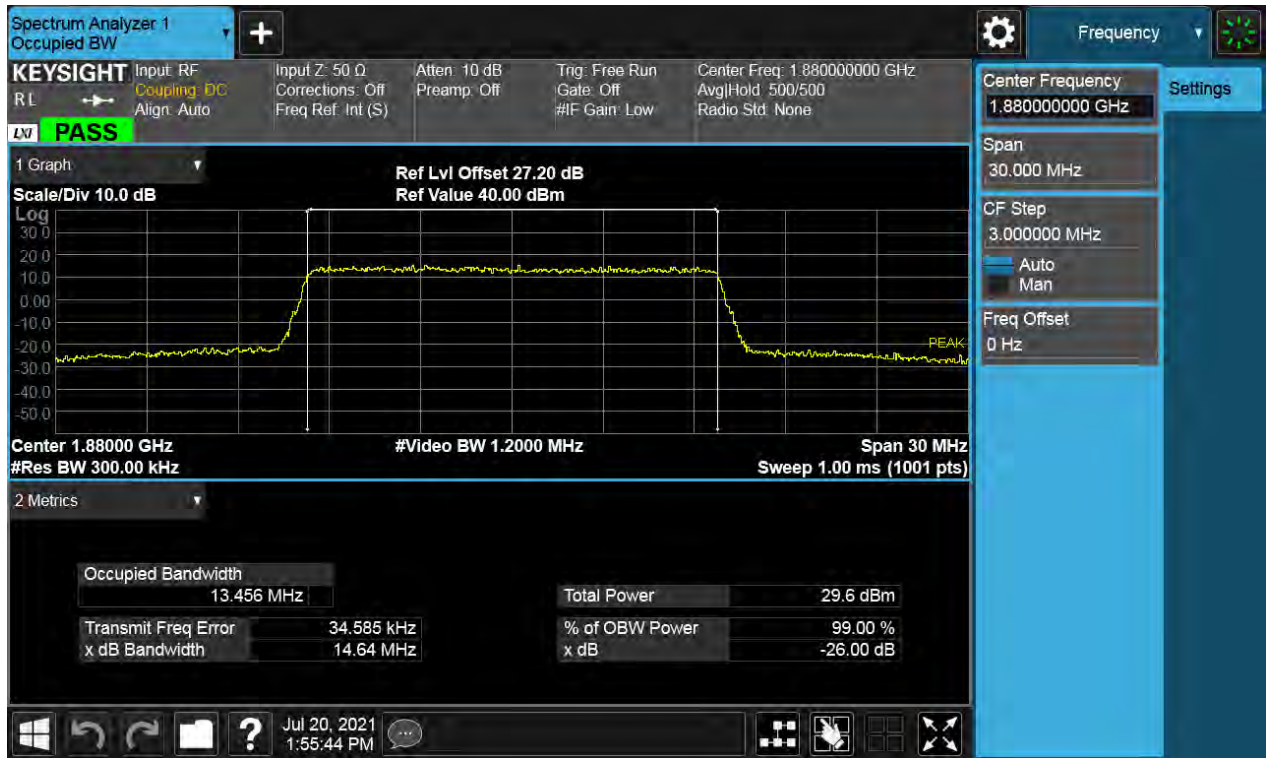 Spectrum Analyzer 1
Occupied BW
Frequency
KEYSIGHT
RL
LXI
PASS
Input: RF
Coupling: DC
Align: Auto
Input Z: 50 Ω
Corrections: Off
Freq Ref: Int (S)
Atten: 10 dB
Preamp: Off
Trig: Free Run
Gate: Off
#IF Gain: Low
Center Freq: 1.880000000 GHz
Avg|Hold: 500/500
Radio Std: None
Center Frequency
1.880000000 GHz
Settings
Span
30.000 MHz
CF Step
3.000000 MHz
Auto
Man
Freq Offset
0 Hz
1 Graph
Scale/Div 10.0 dB
Ref Lvl Offset 27.20 dB
Ref Value 40.00 dBm
Log
30.0
20.0
10.0
0.00
-10.0
-20.0
-30.0
-40.0
-50.0
PEAK
Center 1.88000 GHz
#Video BW 1.2000 MHz
Span 30 MHz
#Res BW 300.00 kHz
Sweep 1.00 ms (1001 pts)
2 Metrics
Occupied Bandwidth
13.456 MHz
Transmit Freq Error 34.585 kHz
x dB Bandwidth 14.64 MHz
Total Power 29.6 dBm
% of OBW Power 99.00 %
x dB -26.00 dB
?
Jul 20, 2021
1:55:44 PM